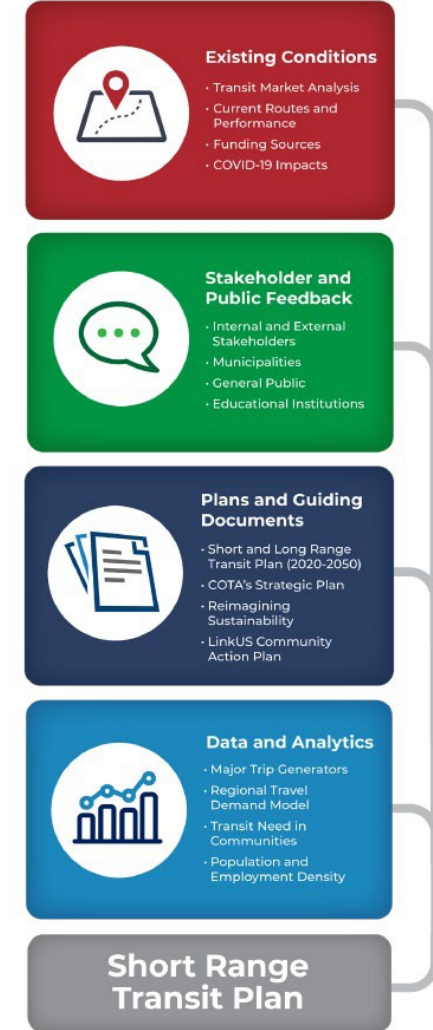 Existing Conditions
· Transit Market Analysis
· Current Routes and
Performance
· Funding Sources
· COVID-19 Impacts
Stakeholder and
Public Feedback
· Internal and External
Stakeholders
· Municipalities
· General Public
· Educational Institutions
Plans and Guiding
Documents
· Short and Long Range
Transit Plan (2020-2050)
· COTA's Strategic Plan
· Reimagining
Sustainability
· LinkUS Community
Action Plan
Data and Analytics
· Major Trip Generators
· Regional Travel
Demand Model
· Transit Need in
Communities
· Population and
Employment Density
Short Range
Transit Plan